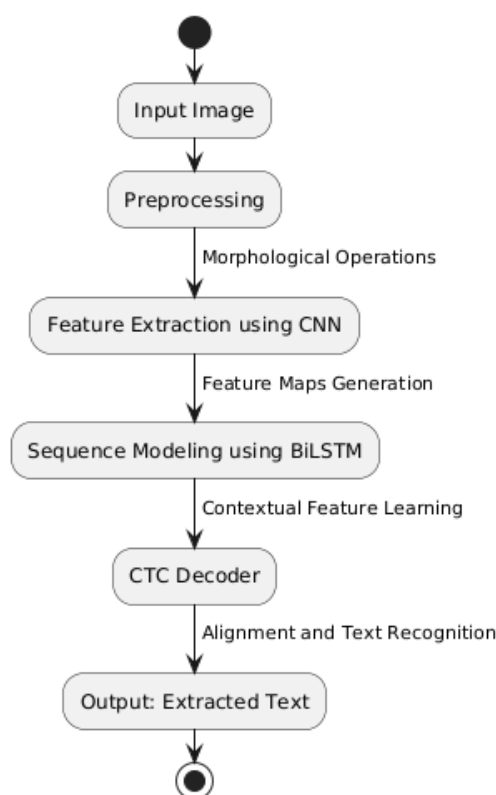 Input Image
Preprocessing
Morphological Operations
Feature Extraction using CNN
Feature Maps Generation
Sequence Modeling using BiLSTM
Contextual Feature Learning
CTC Decoder
Alignment and Text Recognition
Output: Extracted Text